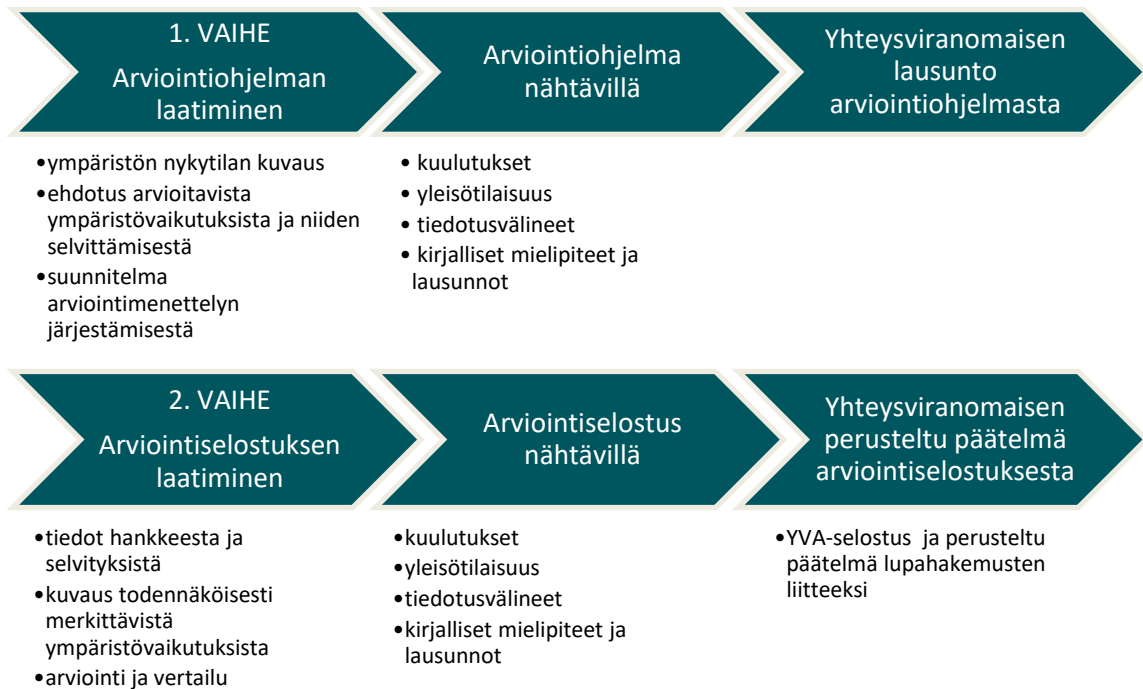 1. VAIHE
Arviointiohjelman
laatiminen
Arviointiohjelma
nähtävillä
Yhteysviranomaisen
lausunto
arviointiohjelmasta
•ympäristön nykytilan kuvaus
•ehdotus arvioitavista
ympäristövaikutuksista ja niiden
selvittämisestä
•suunnitelma
arviointimenettelyn
järjestämisestä
• kuulutukset
• yleisötilaisuus
• tiedotusvälineet
• kirjalliset mielipiteet ja
lausunnot
2. VAIHE
Arviointiselostuksen
laatiminen
Arviointiselostus
nähtävillä
Yhteysviranomaisen
perusteltu päätelmä
arviointiselostuksesta
•tiedot hankkeesta ja
selvityksistä
•kuvaus todennäköisesti
merkittävistä
ympäristövaikutuksista
•arviointi ja vertailu
•kuulutukset
•yleisötilaisuus
•tiedotusvälineet
•kirjalliset mielipiteet ja
lausunnot
•YVA-selostus ja perusteltu
päätelmä lupahakemusten
liitteeksi